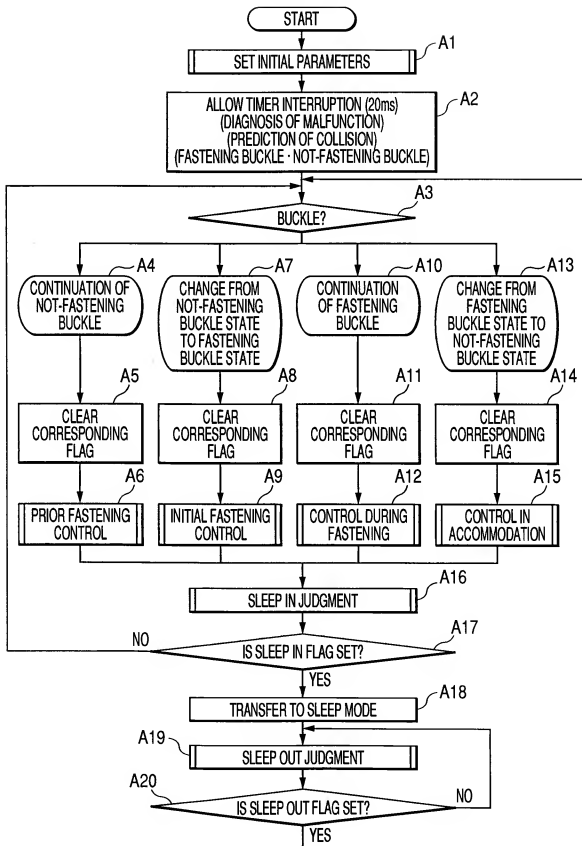 START
A1
SET INITIAL PARAMETERS
A2
ALLOW TIMER INTERRUPTION (20ms)
(DIAGNOSIS OF MALFUNCTION)
(PREDICTION OF COLLISION)
(FASTENING BUCKLE · NOT-FASTENING BUCKLE)
A3
BUCKLE?
A4
CONTINUATION OF
NOT-FASTENING
BUCKLE
A7
CHANGE FROM
NOT-FASTENING
BUCKLE STATE
TO FASTENING
BUCKLE STATE
A10
CONTINUATION
OF FASTENING
BUCKLE
A13
CHANGE FROM
FASTENING
BUCKLE STATE TO
NOT-FASTENING
BUCKLE STATE
A5
CLEAR
CORRESPONDING
FLAG
A8
CLEAR
CORRESPONDING
FLAG
A11
CLEAR
CORRESPONDING
FLAG
A14
CLEAR
CORRESPONDING
FLAG
A6
PRIOR FASTENING
CONTROL
A9
INITIAL FASTENING
CONTROL
A12
CONTROL DURING
FASTENING
A15
CONTROL IN
ACCOMMODATION
A16
SLEEP IN JUDGMENT
A17
IS SLEEP IN FLAG SET?
NO
YES
A18
TRANSFER TO SLEEP MODE
A19
SLEEP OUT JUDGMENT
A20
IS SLEEP OUT FLAG SET?
NO
YES